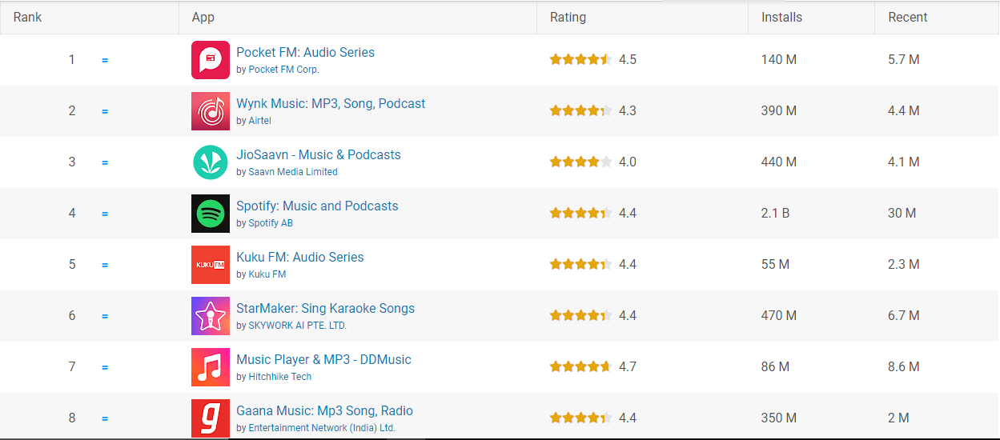 Rank App Rating Installs Recent
1 = Pocket FM: Audio Series 4.5 140 M 5.7 M
by Pocket FM Corp.
2 = Wynk Music: MP3, Song, Podcast 4.3 390 M 4.4 M
by Airtel
3 = JioSaavn - Music & Podcasts 4.0 440 M 4.1 M
by Saavn Media Limited
4 = Spotify: Music and Podcasts 4.4 2.1 B 30 M
by Spotify AB
KUKU FM
5 = Kuku FM: Audio Series 4.4 55 M 2.3 M
by Kuku FM
6 = StarMaker: Sing Karaoke Songs 4.4 470 M 6.7 M
by SKYWORK AI PTE. LTD.
7 = Music Player & MP3 - DDMusic 4.7 86 M 8.6 M
by Hitchhike Tech
g
8 = Gaana Music: Mp3 Song, Radio 4.4 350 M 2 M
by Entertainment Network (India) Ltd.